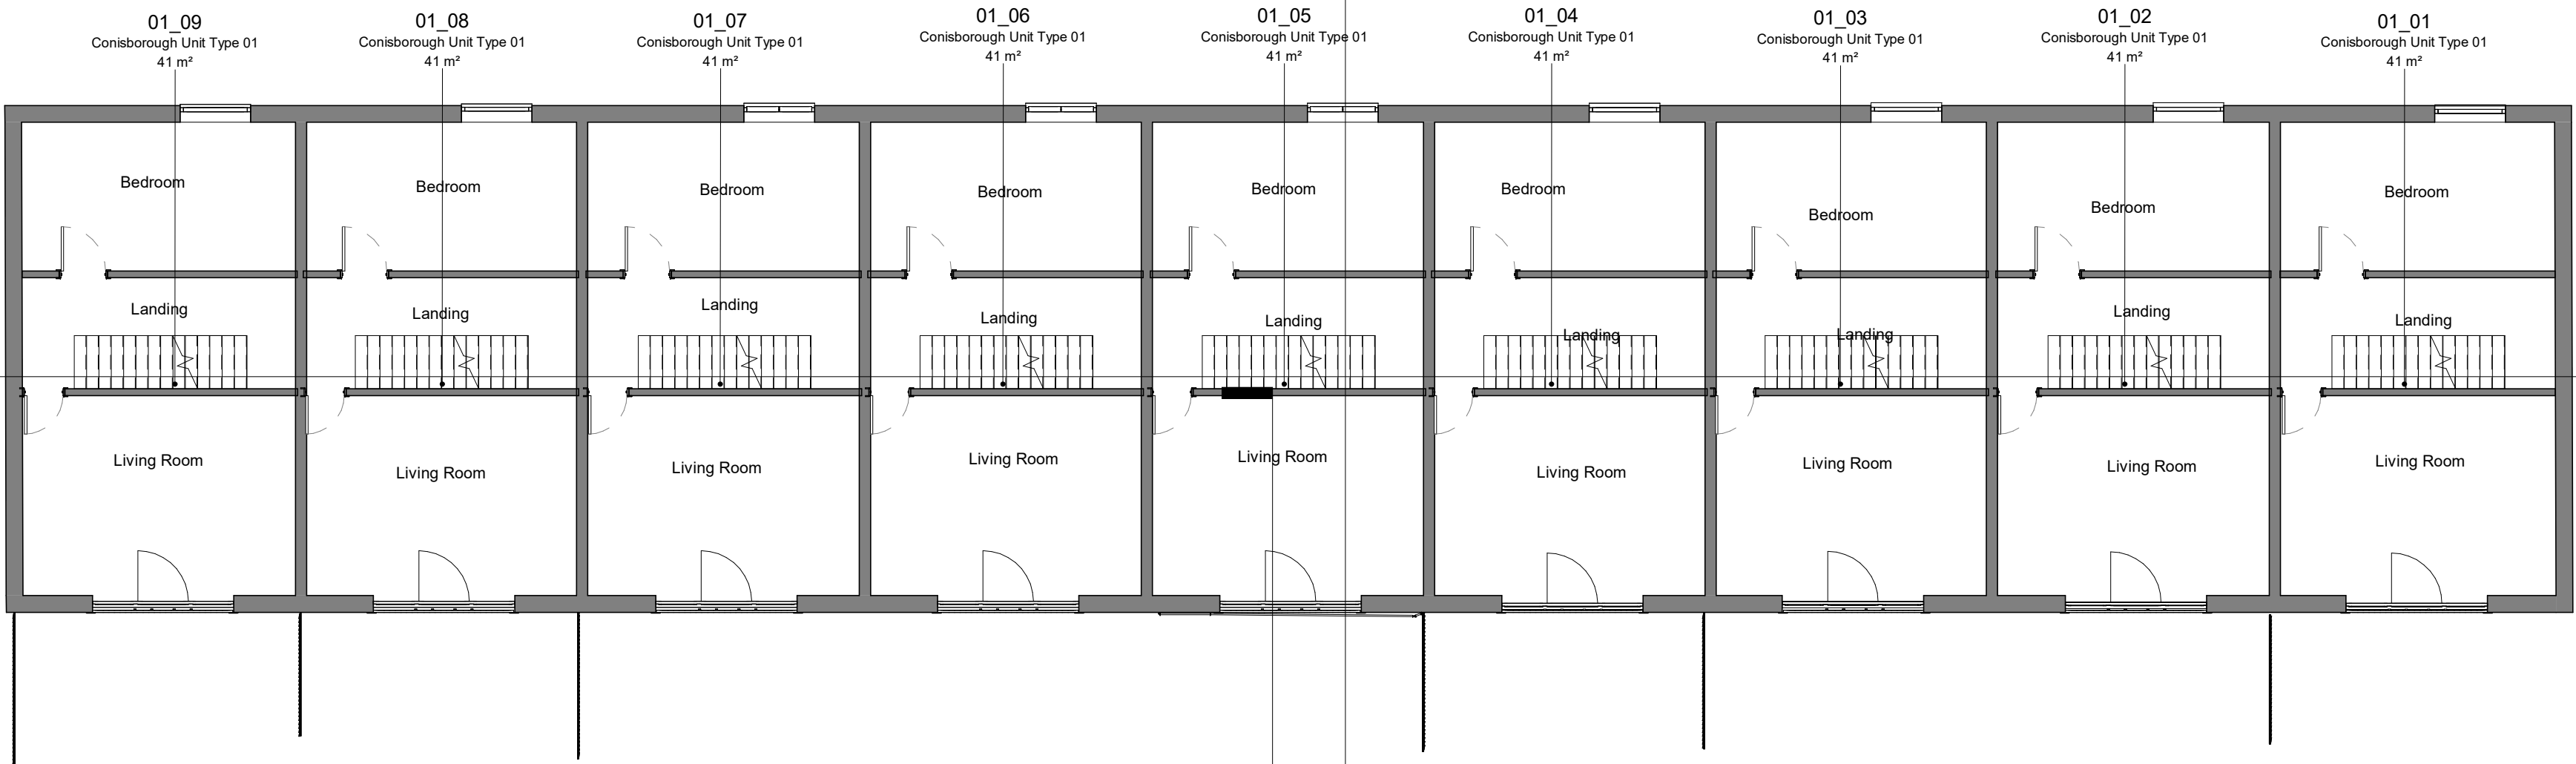 01_09
Conisborough Unit Type 01
41 m²
01_08
Conisborough Unit Type 01
41 m²
01_07
Conisborough Unit Type 01
41 m²
01_06
Conisborough Unit Type 01
41 m²
01_05
Conisborough Unit Type 01
41 m²
01_04
Conisborough Unit Type 01
41 m²
01_03
Conisborough Unit Type 01
41 m²
01_02
Conisborough Unit Type 01
41 m²
01_01
Conisborough Unit Type 01
41 m²
Bedroom
Bedroom
Bedroom
Bedroom
Bedroom
Bedroom
Bedroom
Bedroom
Bedroom
Landing
Landing
Landing
Landing
Landing
Landing
Landing
Landing
Landing
Living Room
Living Room
Living Room
Living Room
Living Room
Living Room
Living Room
Living Room
Living Room